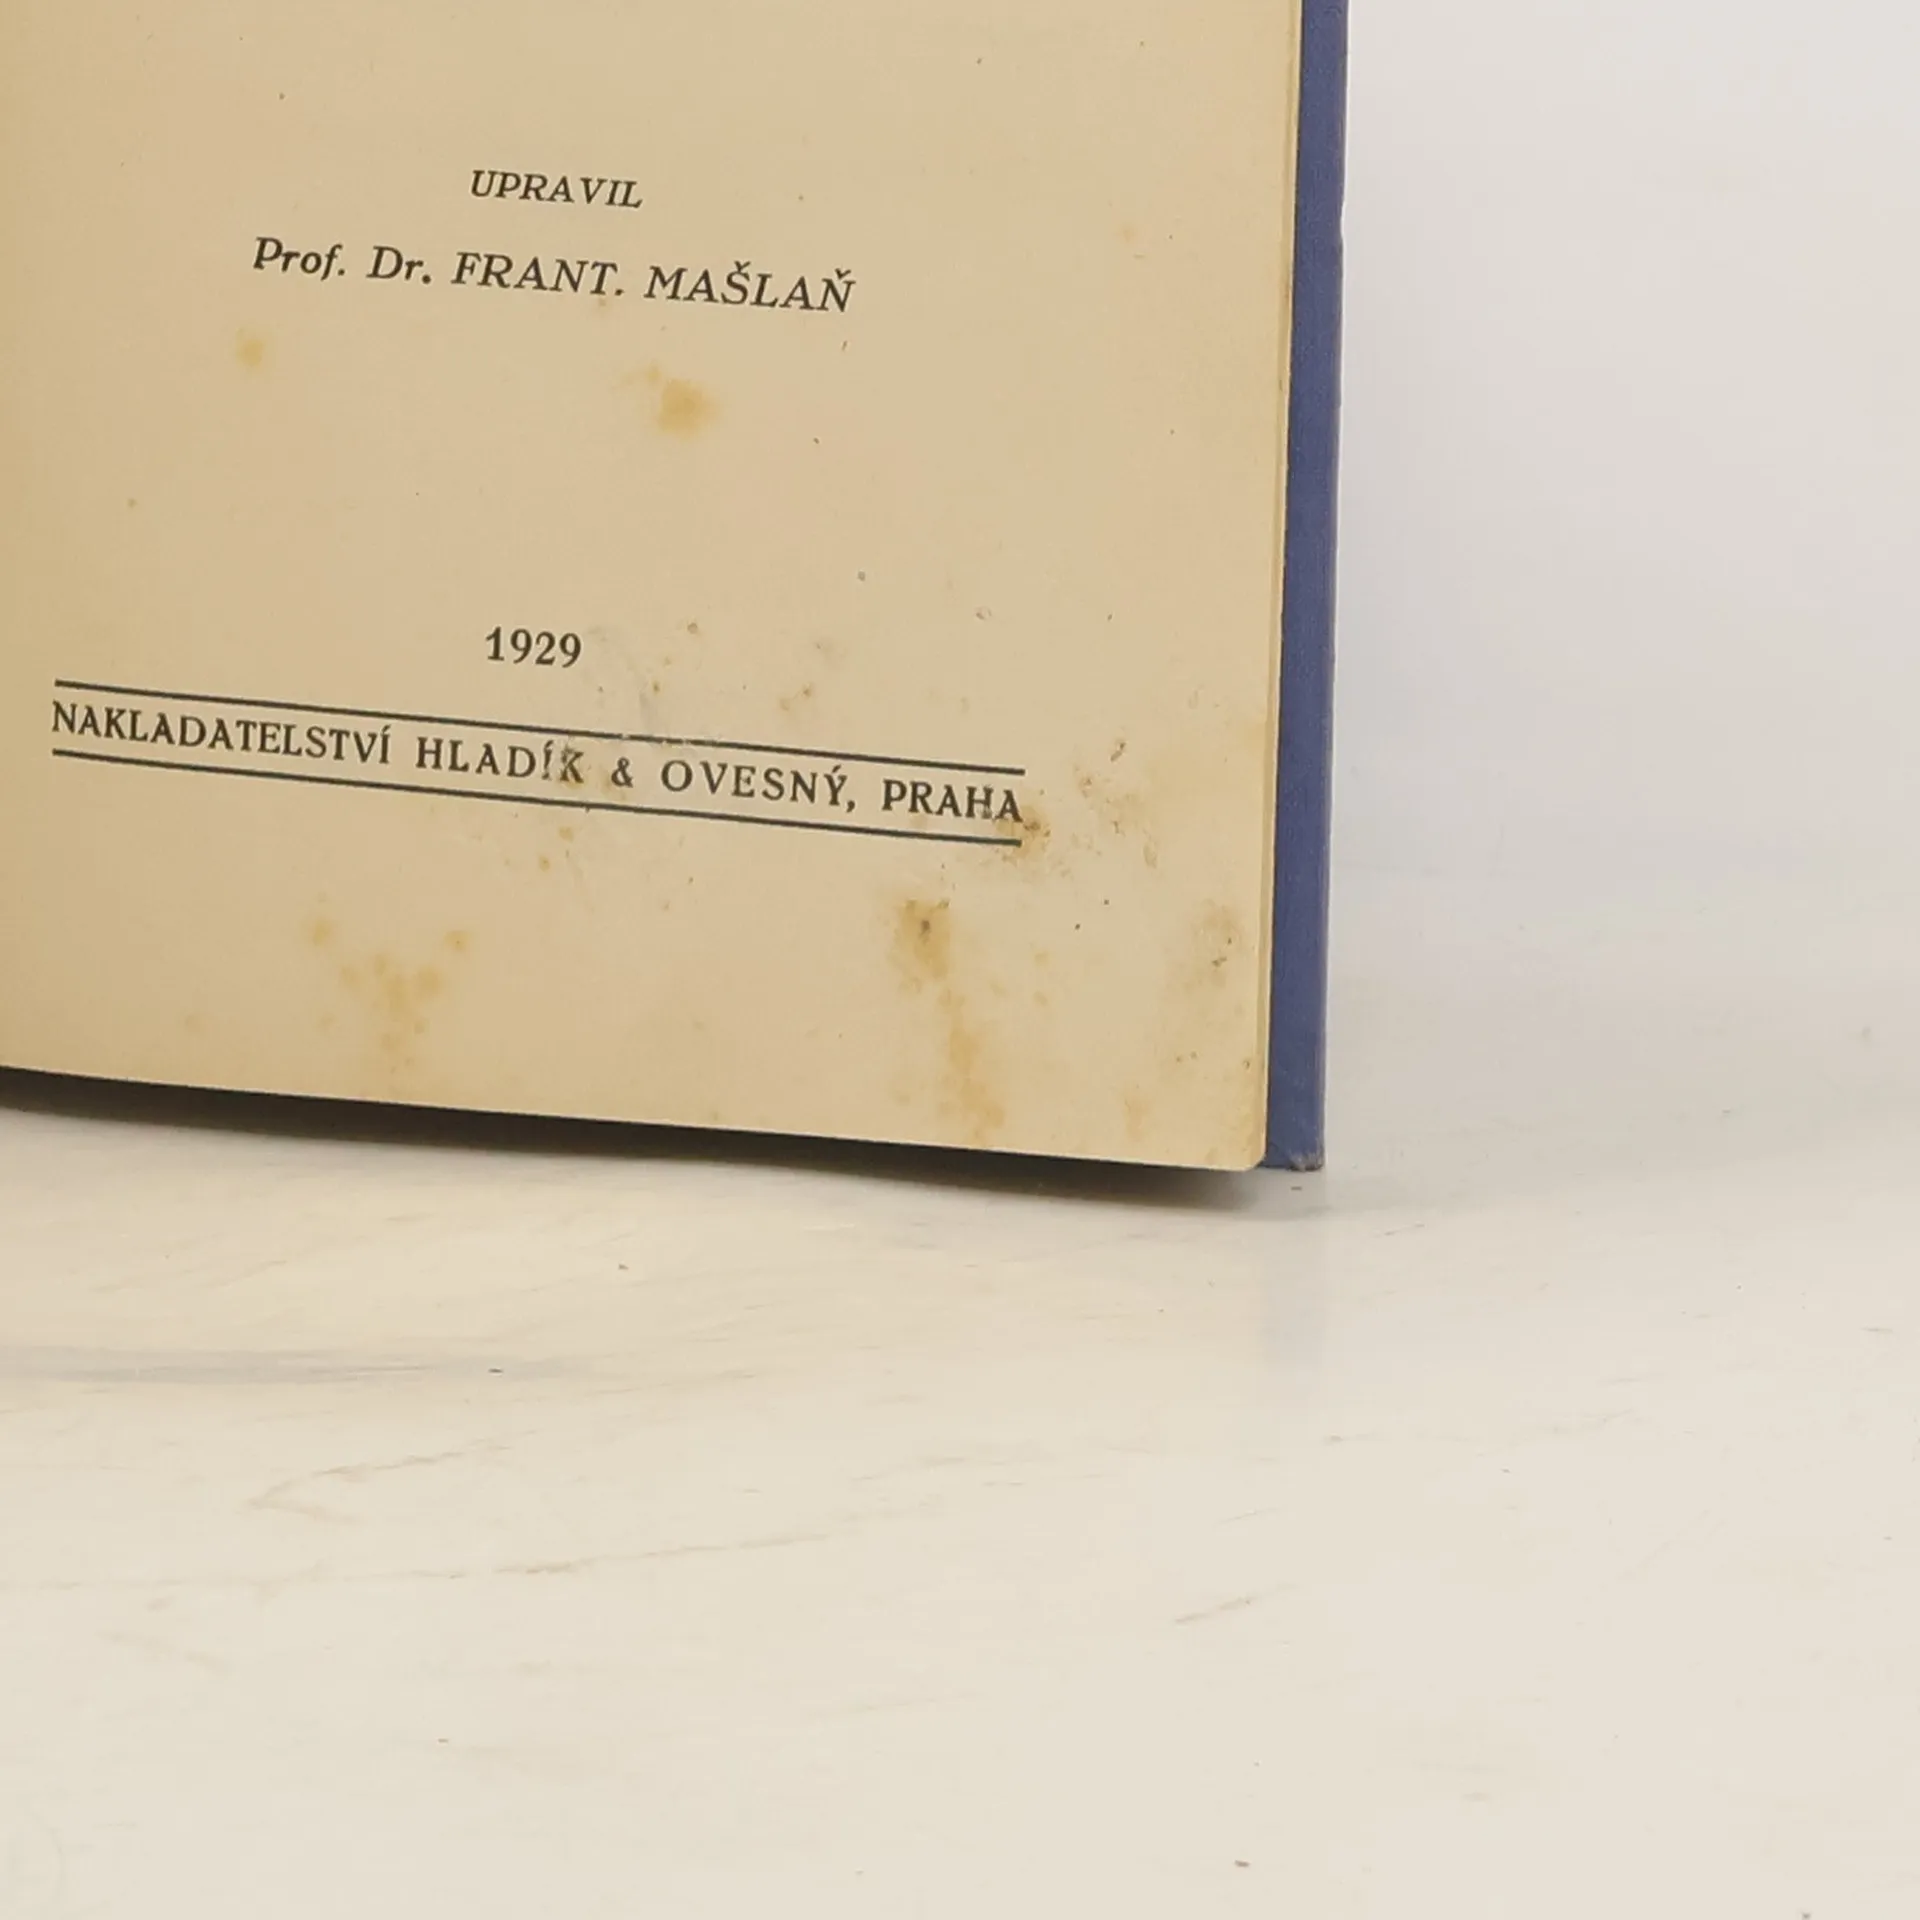 UPRAVIL
Prof. Dr. FRANT. MAŠLAŇ
1929
NAKLADATELSTVÍ HLADÍK & OVESNÝ, PRAHA